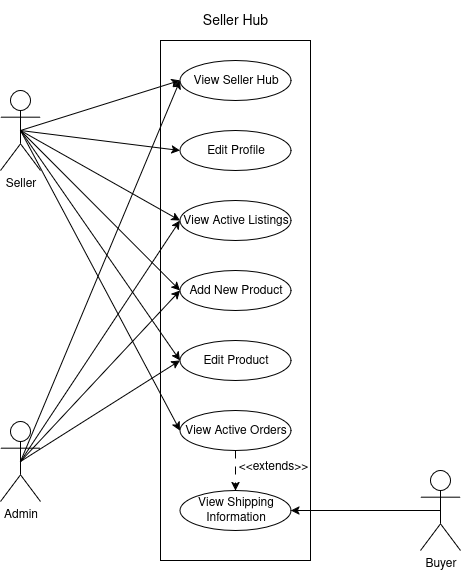 Seller Hub
View Seller Hub
Edit Profile
Seller
View Active Listings
Add New Product
Edit Product
View Active Orders
<<extends>>
View Shipping
Information
Admin
Buyer